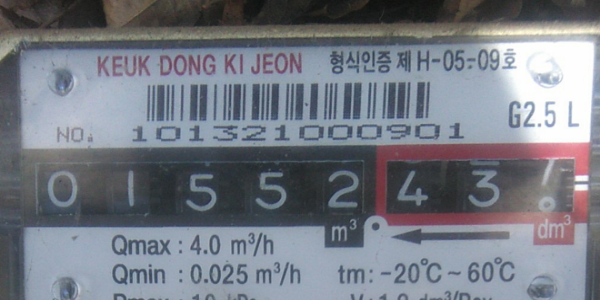 KEUK DONG KI JEON 형식인증 제 H-05-09호
G2.5 L
NO. 101321000901
0 1 5 5 2 4 3
m³ dm³
Qmax : 4.0 m³/h
Qmin : 0.025 m³/h tm: -20°C ~ 60°C